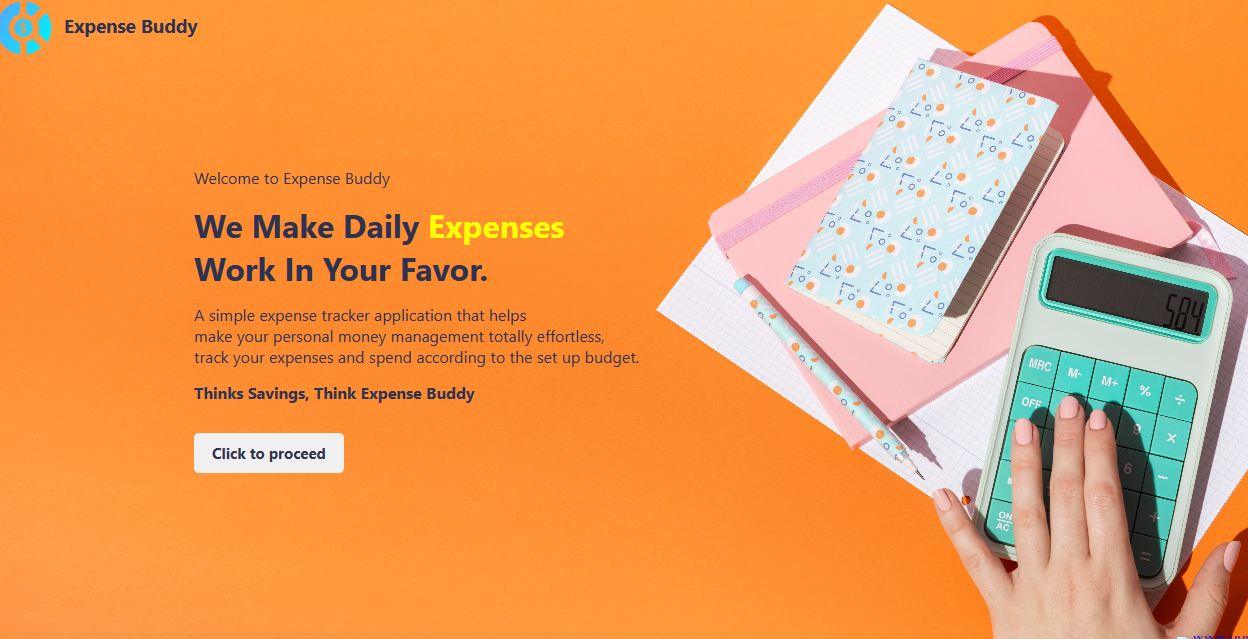 Expense Buddy
Welcome to Expense Buddy
We Make Daily Expenses
Work In Your Favor.
A simple expense tracker application that helps
make your personal money management totally effortless,
track your expenses and spend according to the set up budget.
Thinks Savings, Think Expense Buddy
Click to proceed
584
MRC M- M+ % ÷
OFF 9 ×
6 −
ON +
AC =